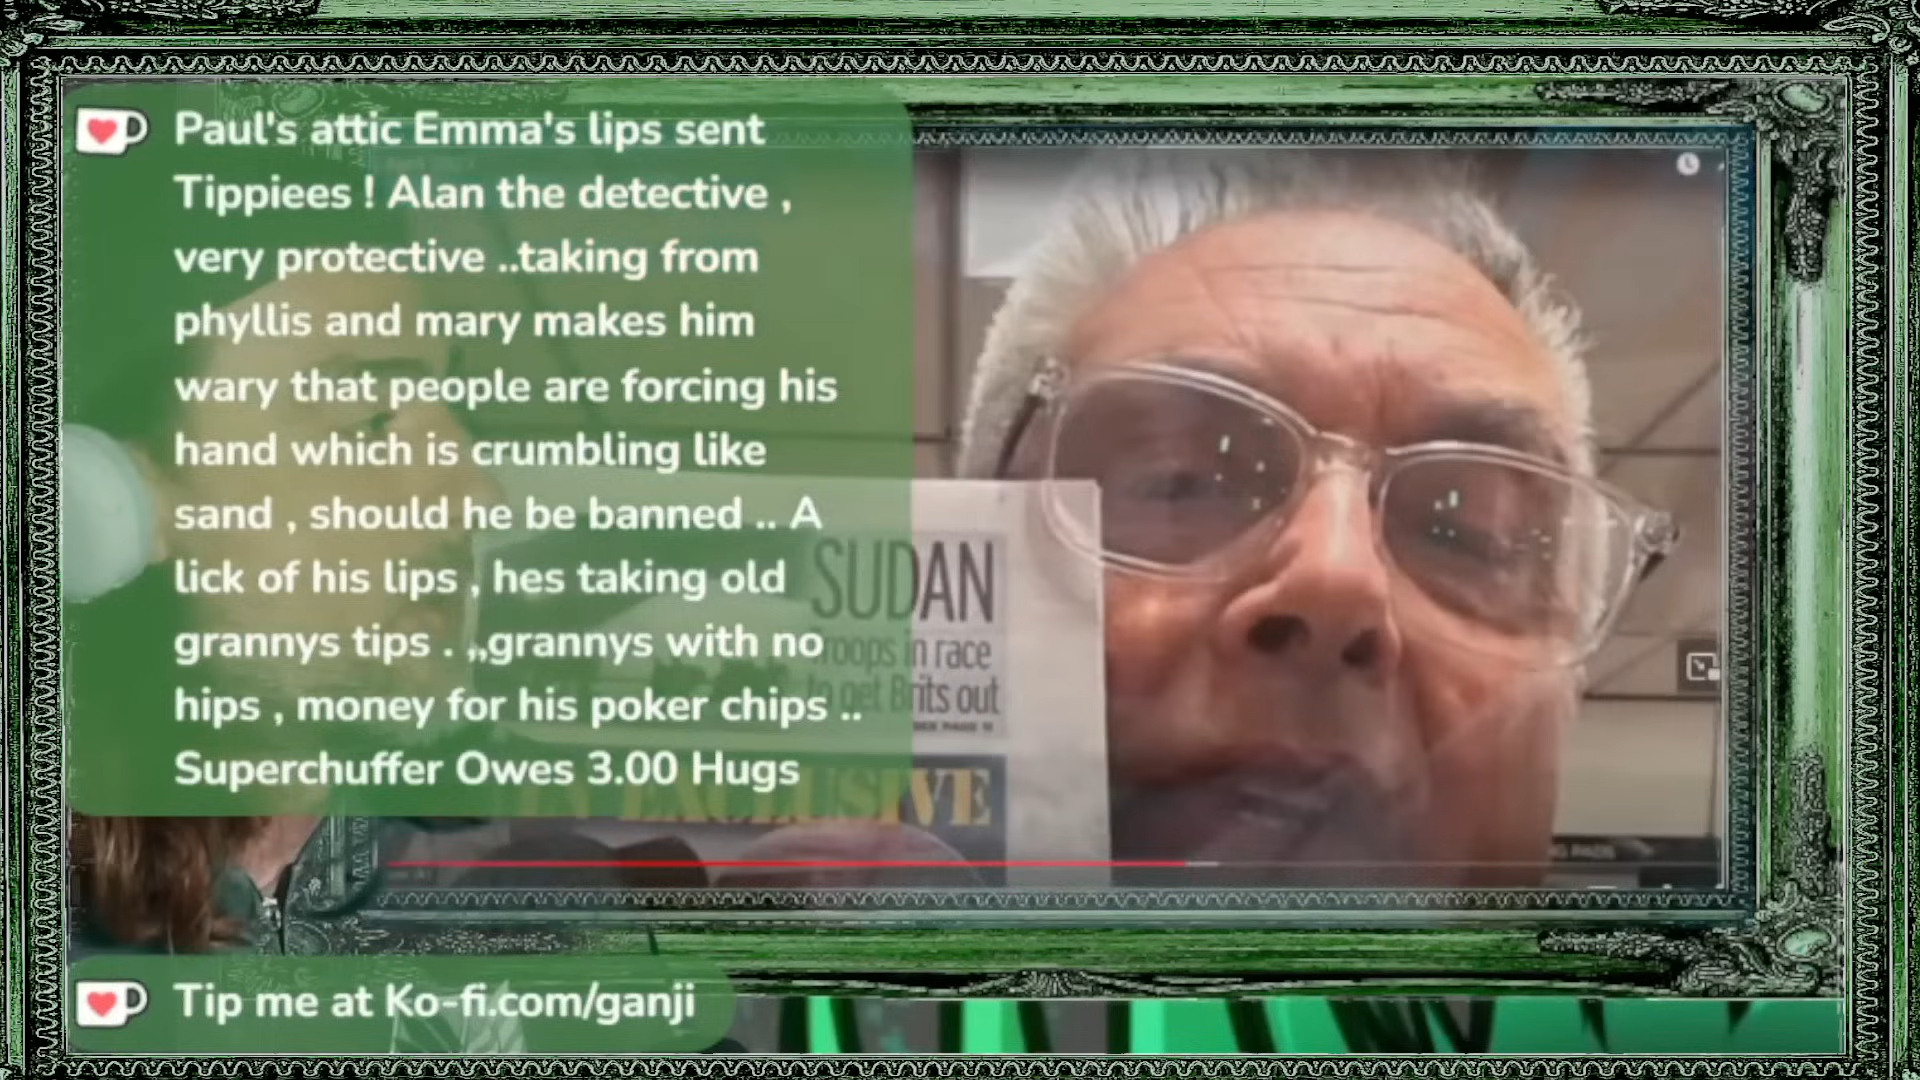 Paul's attic Emma's lips sent
Tippiees ! Alan the detective ,
very protective ..taking from
phyllis and mary makes him
wary that people are forcing his
hand which is crumbling like
sand , should he be banned .. A
lick of his lips , hes taking old
grannys tips . ,,grannys with no
hips , money for his poker chips ..
Superchuffer Owes 3.00 Hugs
SUDAN
Troops in race
to get Brits out
SEE PAGE 11
EXCLUSIVE
Tip me at Ko-fi.com/ganji